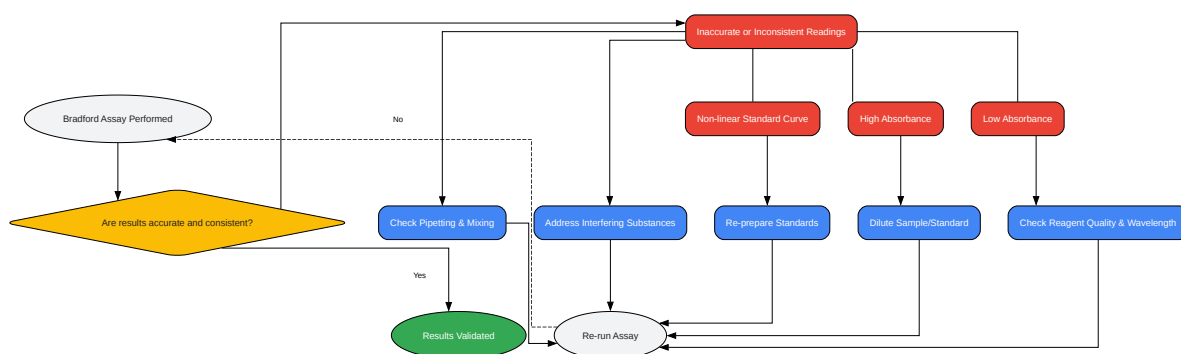 Inaccurate or Inconsistent Readings
Bradford Assay Performed
No
Non-linear Standard Curve
High Absorbance
Low Absorbance
Are results accurate and consistent?
Check Pipetting & Mixing
Address Interfering Substances
Re-prepare Standards
Dilute Sample/Standard
Check Reagent Quality & Wavelength
Yes
Results Validated
Re-run Assay